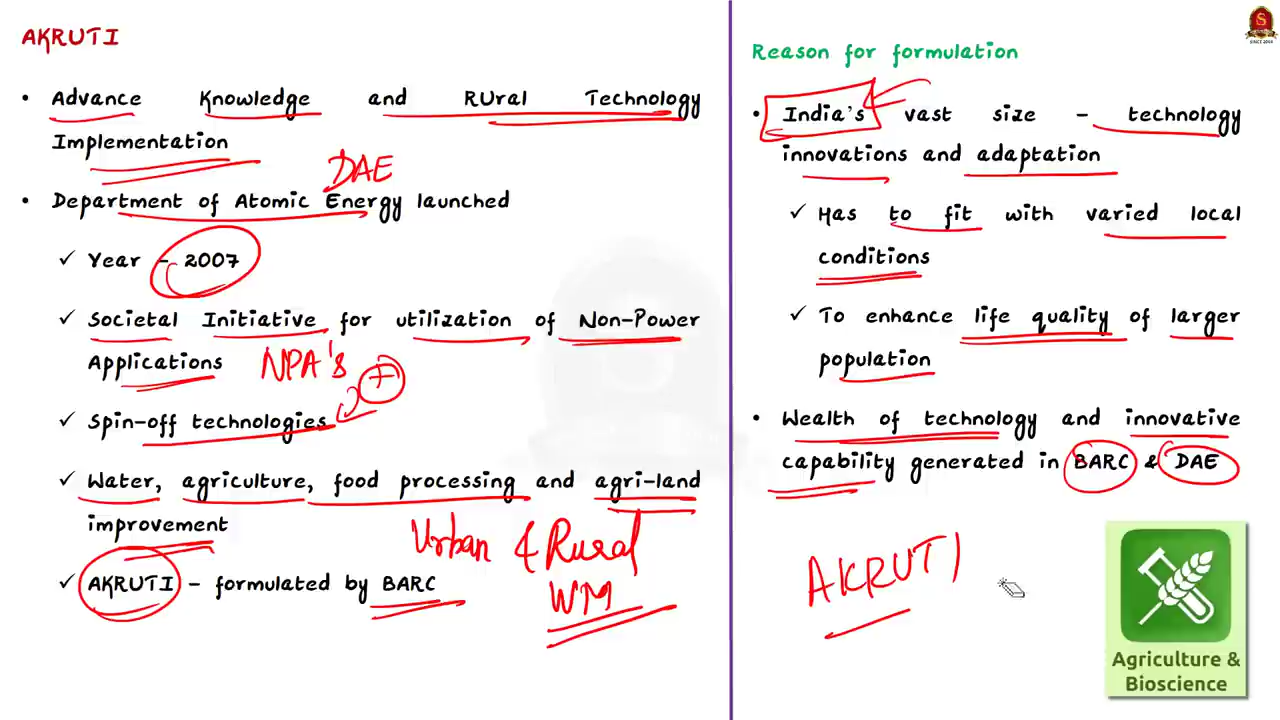 AKRUTI
• Advance Knowledge and RUral Technology
Implementation
DAE
• Department of Atomic Energy launched
✓ Year - 2007
✓ Societal Initiative for utilization of Non-Power
Applications NPA's +
✓ Spin-off technologies
✓ Water, agriculture, food processing and agri-land
improvement
Urban & Rural
WM
✓ AKRUTI - formulated by BARC
S
SINCE 2004
Reason for formulation
• India's vast size - technology
innovations and adaptation
✓ Has to fit with varied local
conditions
✓ To enhance life quality of larger
population
• Wealth of technology and innovative
capability generated in BARC & DAE
AKRUTI
Agriculture &
Bioscience